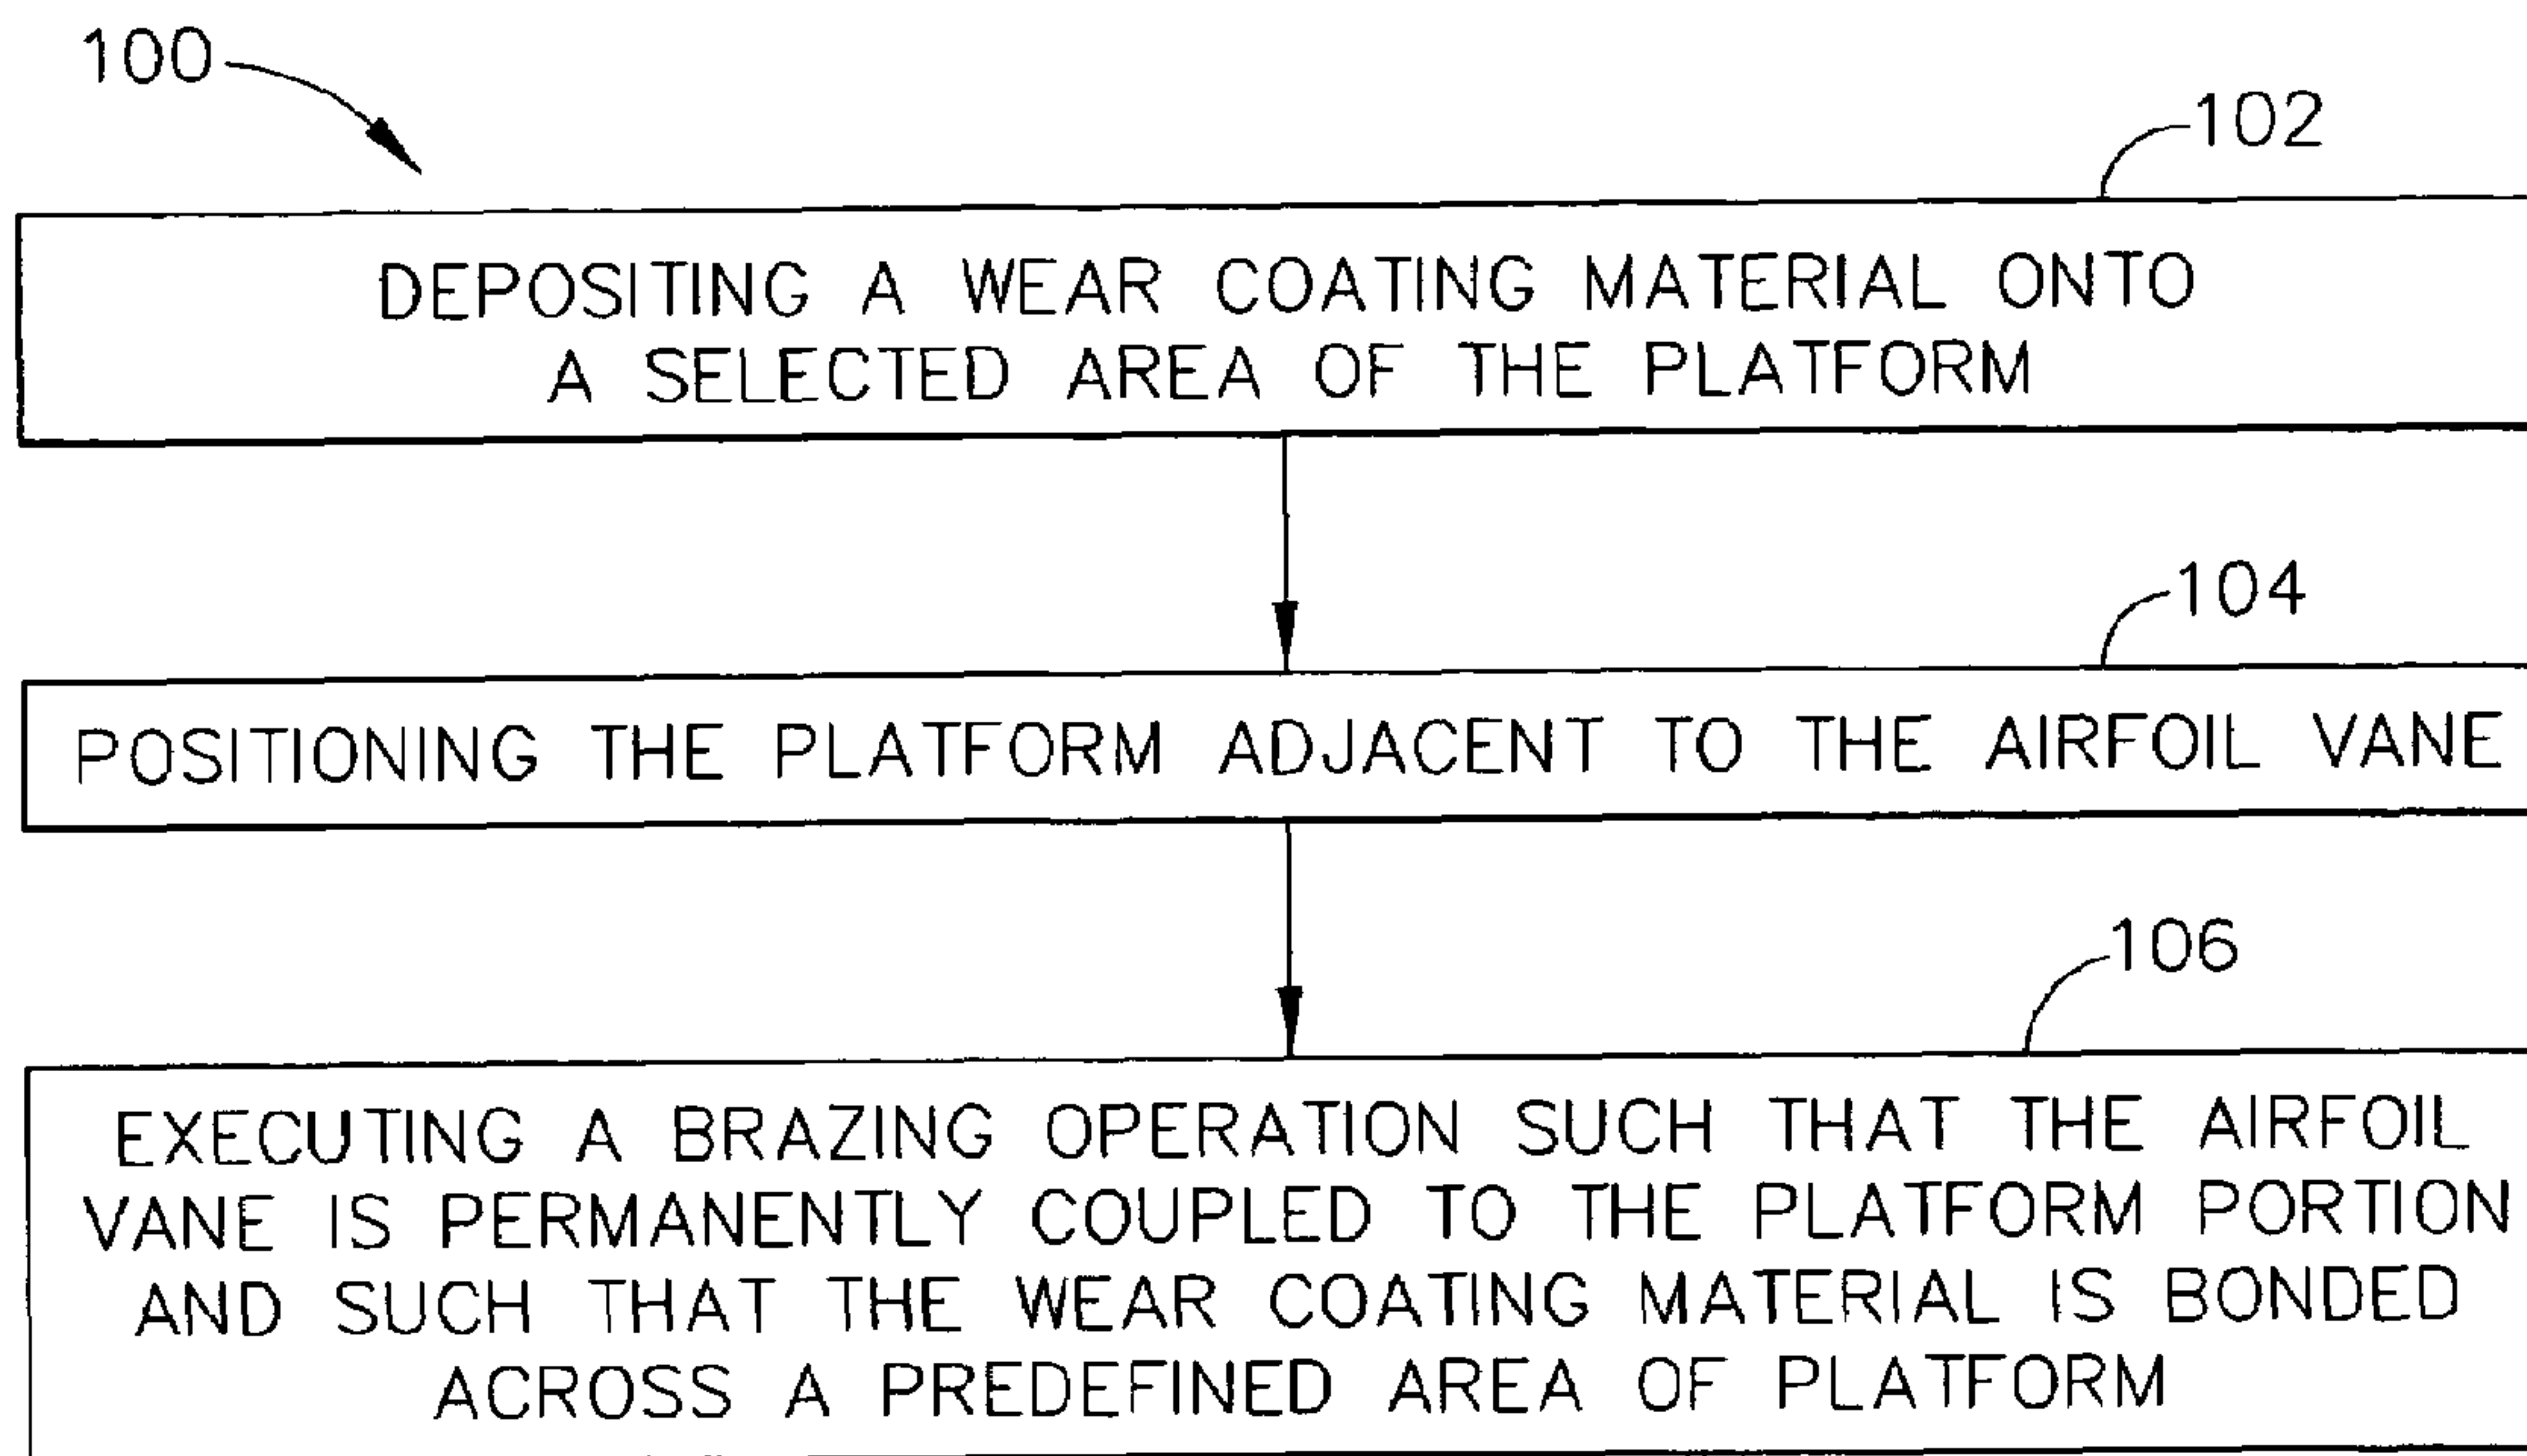 100
102
DEPOSITING A WEAR COATING MATERIAL ONTO
A SELECTED AREA OF THE PLATFORM
104
POSITIONING THE PLATFORM ADJACENT TO THE AIRFOIL VANE
106
EXECUTING A BRAZING OPERATION SUCH THAT THE AIRFOIL
VANE IS PERMANENTLY COUPLED TO THE PLATFORM PORTION
AND SUCH THAT THE WEAR COATING MATERIAL IS BONDED
ACROSS A PREDEFINED AREA OF PLATFORM